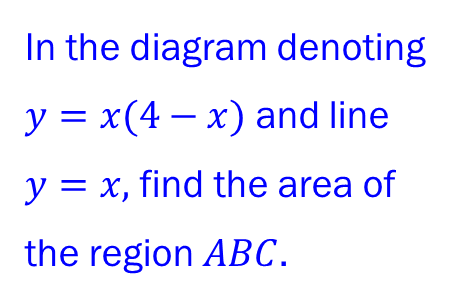 In the diagram denoting
y = x(4 − x) and line
y = x, find the area of
the region ABC.